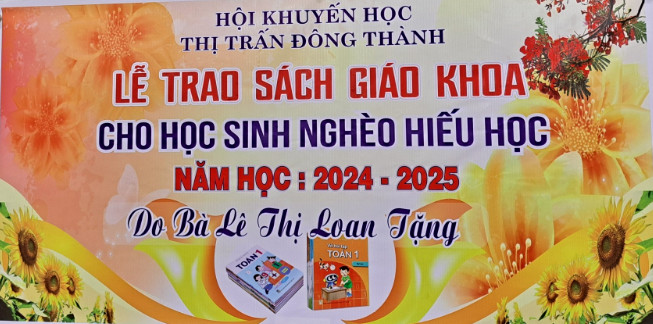 HỘI KHUYẾN HỌC
THỊ TRẤN ĐÔNG THÀNH
LỄ TRAO SÁCH GIÁO KHOA
CHO HỌC SINH NGHÈO HIẾU HỌC
NĂM HỌC : 2024 - 2025
Do Bà Lê Thị Loan Tặng
TOÁN 1
TOÁN 1